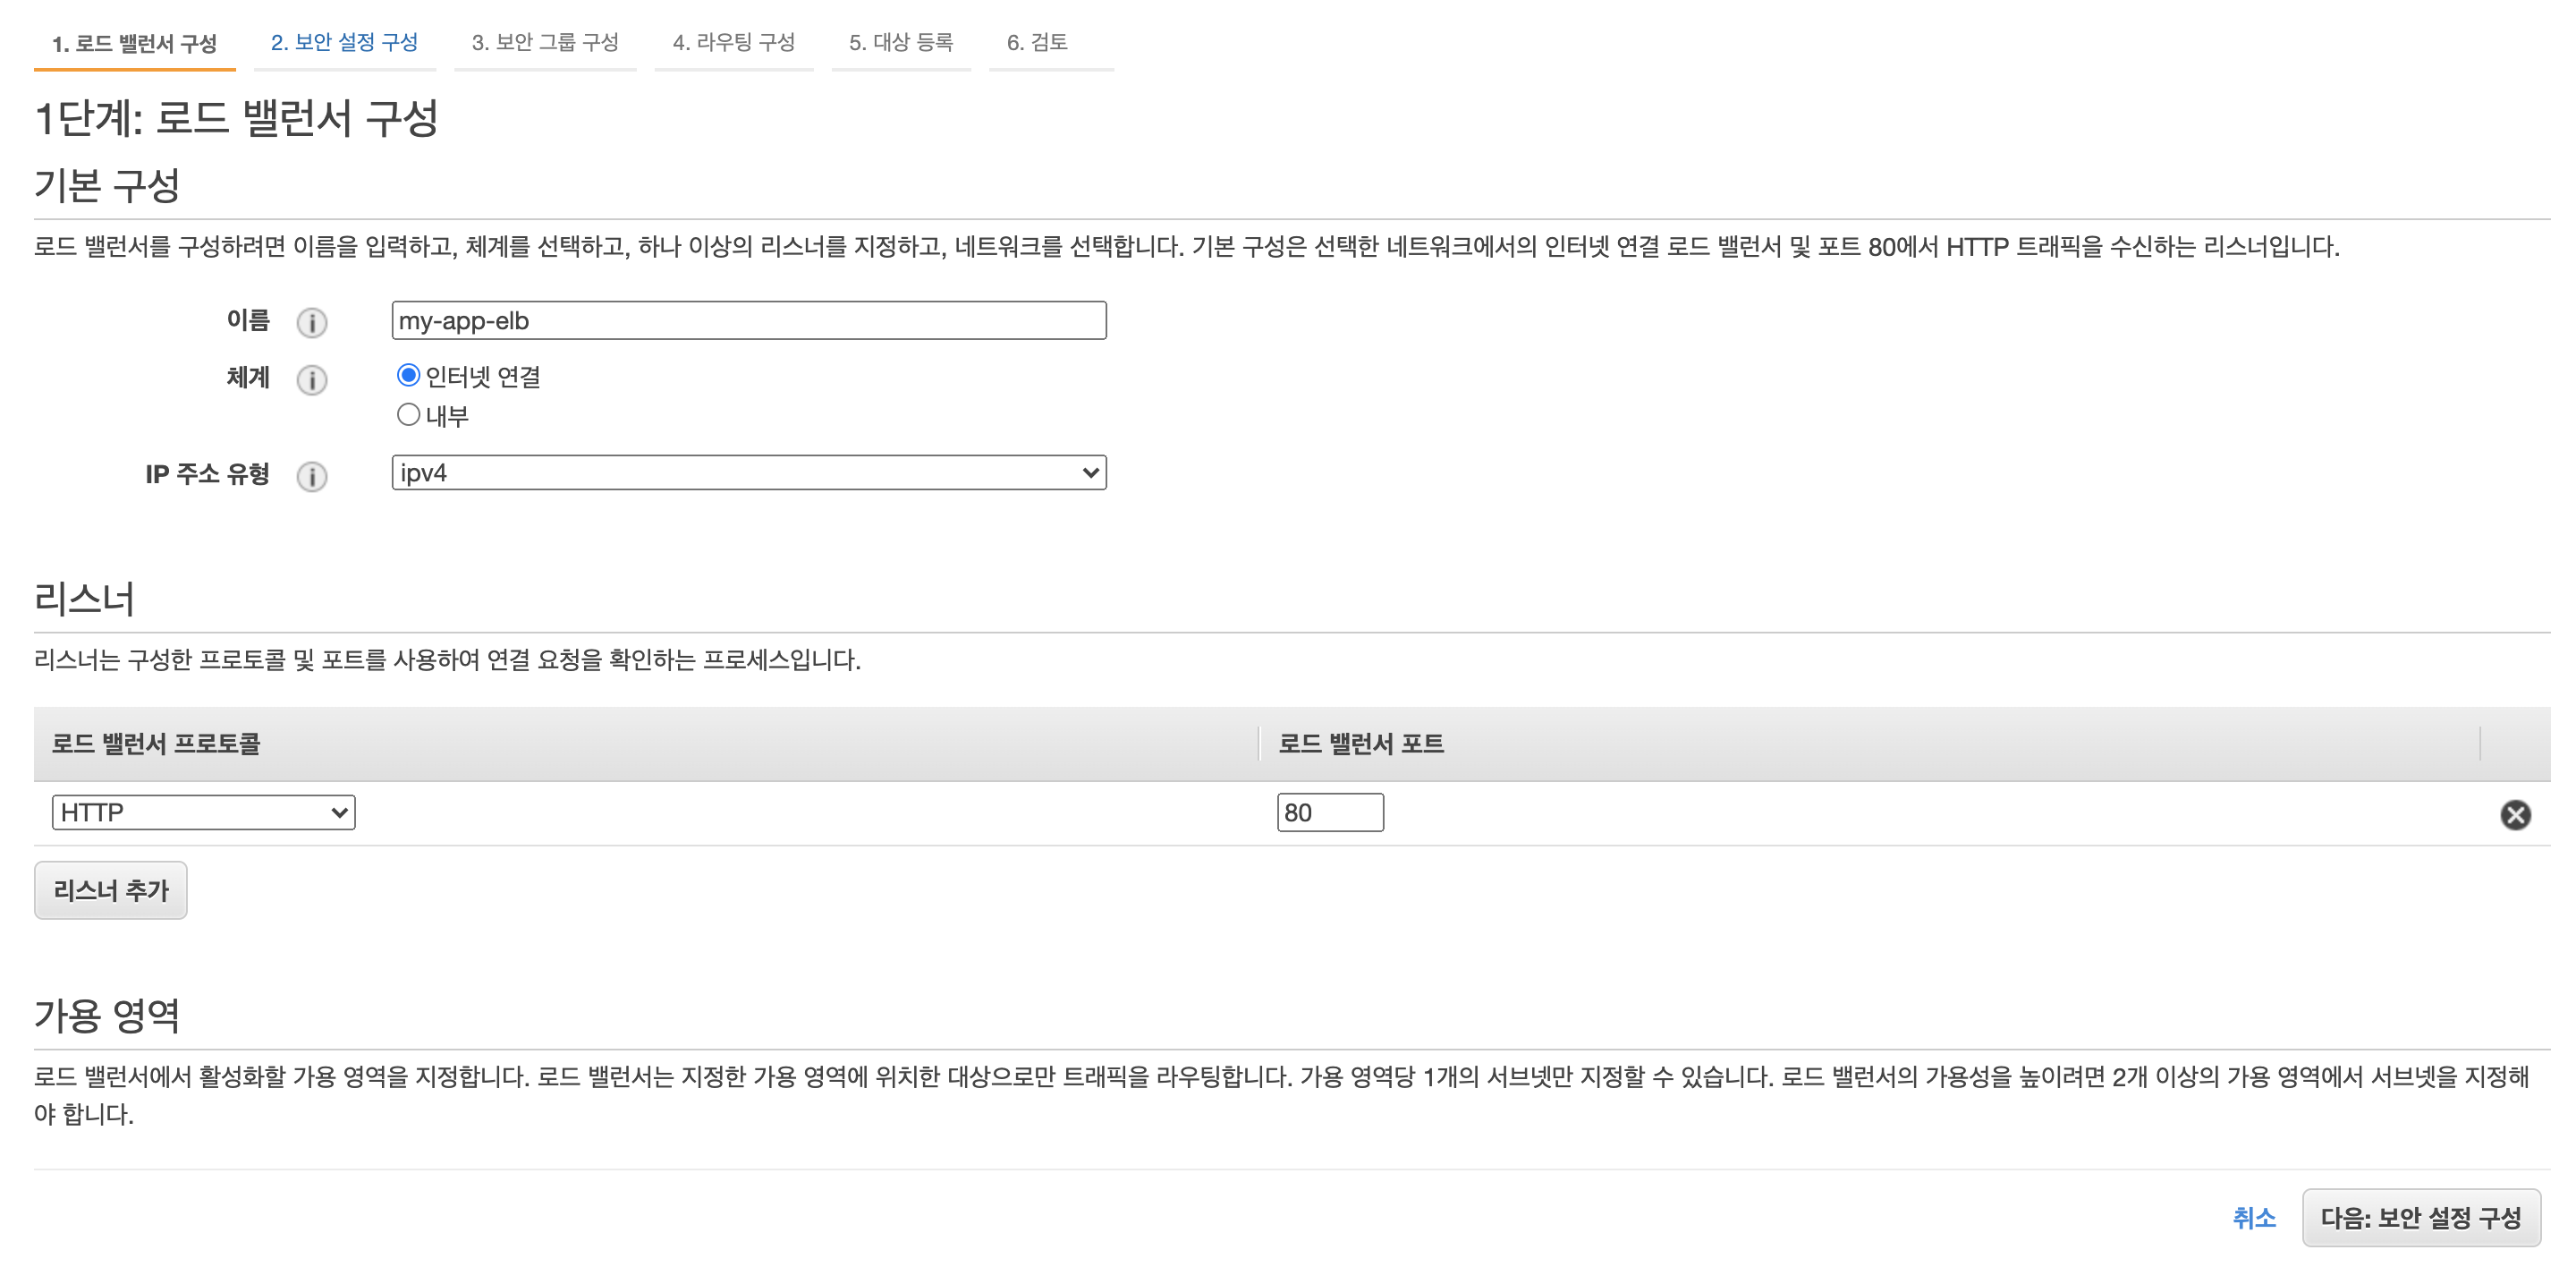 1. 로드 밸런서 구성 2. 보안 설정 구성 3. 보안 그룹 구성 4. 라우팅 구성 5. 대상 등록 6. 검토
1단계: 로드 밸런서 구성
기본 구성
로드 밸런서를 구성하려면 이름을 입력하고, 체계를 선택하고, 하나 이상의 리스너를 지정하고, 네트워크를 선택합니다. 기본 구성은 선택한 네트워크에서의 인터넷 연결 로드 밸런서 및 포트 80에서 HTTP 트래픽을 수신하는 리스너입니다.
이름 i my-app-elb
체계 i 인터넷 연결
내부
IP 주소 유형 i ipv4
리스너
리스너는 구성한 프로토콜 및 포트를 사용하여 연결 요청을 확인하는 프로세스입니다.
로드 밸런서 프로토콜 로드 밸런서 포트
HTTP 80
리스너 추가
가용 영역
로드 밸런서에서 활성화할 가용 영역을 지정합니다. 로드 밸런서는 지정한 가용 영역에 위치한 대상으로만 트래픽을 라우팅합니다. 가용 영역당 1개의 서브넷만 지정할 수 있습니다. 로드 밸런서의 가용성을 높이려면 2개 이상의 가용 영역에서 서브넷을 지정해
야 합니다.
취소 다음: 보안 설정 구성